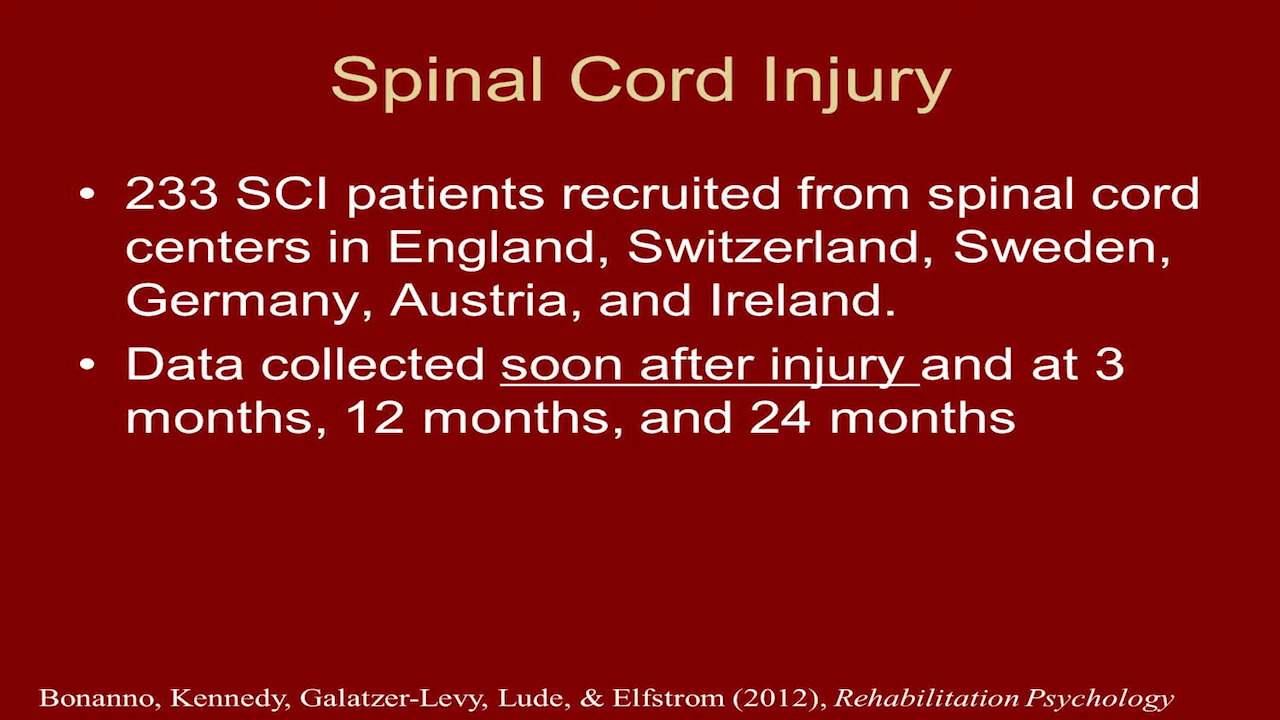 Spinal Cord Injury
• 233 SCI patients recruited from spinal cord
centers in England, Switzerland, Sweden,
Germany, Austria, and Ireland.
• Data collected soon after injury and at 3
months, 12 months, and 24 months
Bonanno, Kennedy, Galatzer-Levy, Lude, & Elfstrom (2012), Rehabilitation Psychology